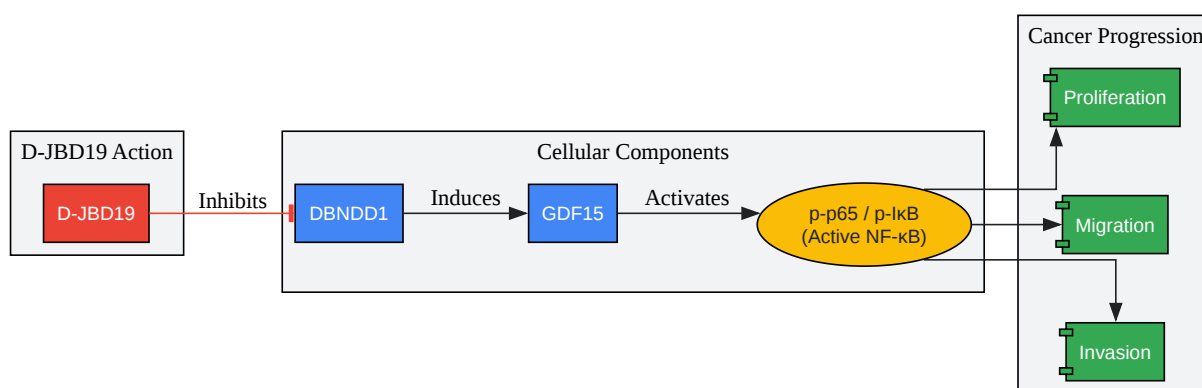 Cancer Progression
Proliferation
D-JBD19 Action
Cellular Components
D-JBD19
Inhibits
DBNDD1
Induces
GDF15
Activates
p-p65 / p-IκB
(Active NF-κB)
Migration
Invasion